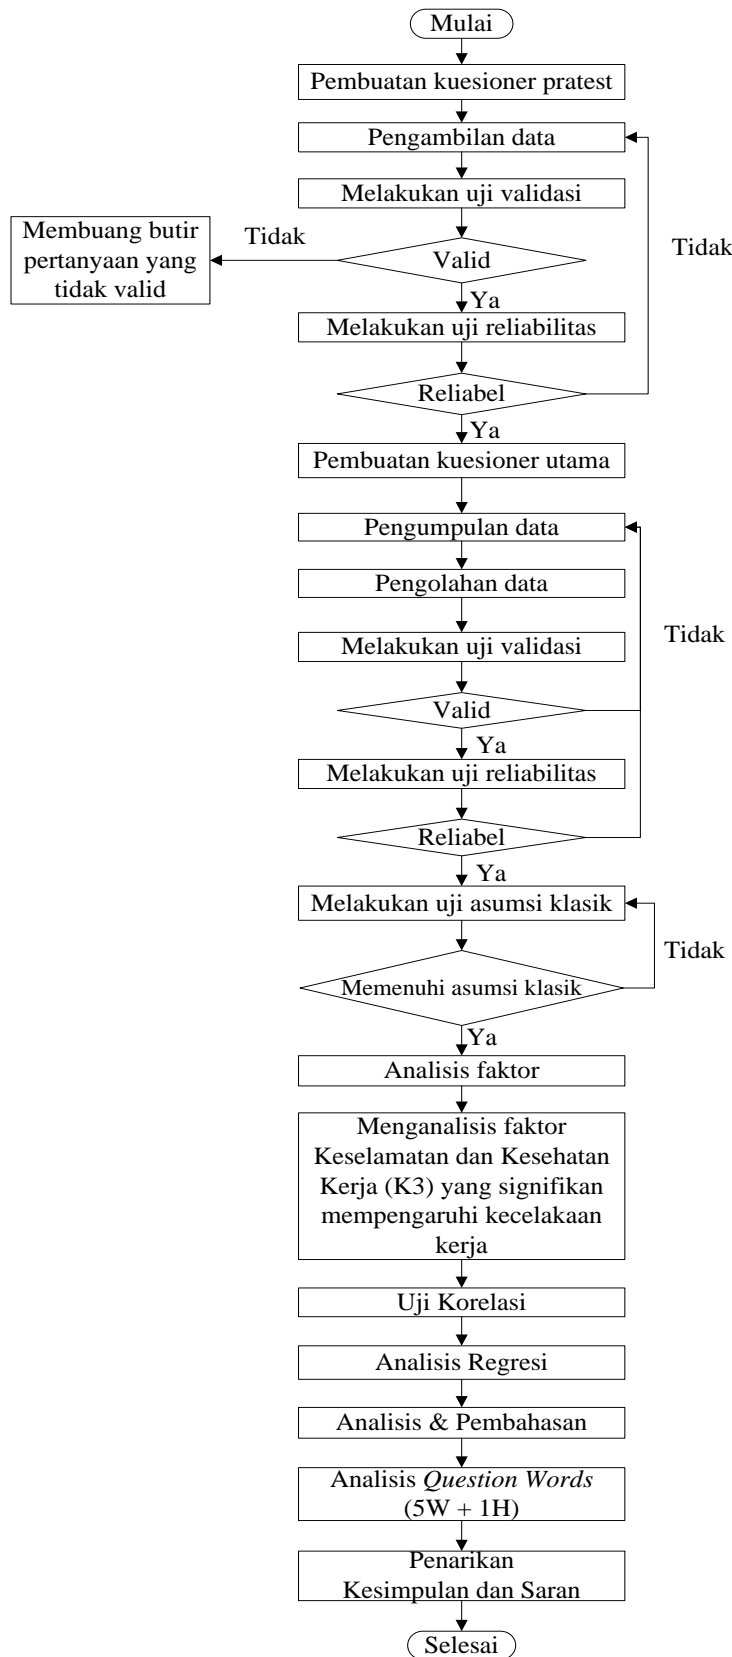 Mulai
Pembuatan kuesioner pratest
Pengambilan data
Melakukan uji validasi
Membuang butir
pertanyaan yang
tidak valid
Tidak
Valid
Tidak
Ya
Melakukan uji reliabilitas
Reliabel
Ya
Pembuatan kuesioner utama
Pengumpulan data
Pengolahan data
Tidak
Melakukan uji validasi
Valid
Ya
Melakukan uji reliabilitas
Reliabel
Ya
Melakukan uji asumsi klasik
Tidak
Memenuhi asumsi klasik
Ya
Analisis faktor
Menganalisis faktor
Keselamatan dan Kesehatan
Kerja (K3) yang signifikan
mempengaruhi kecelakaan
kerja
Uji Korelasi
Analisis Regresi
Analisis & Pembahasan
Analisis Question Words
(5W + 1H)
Penarikan
Kesimpulan dan Saran
Selesai